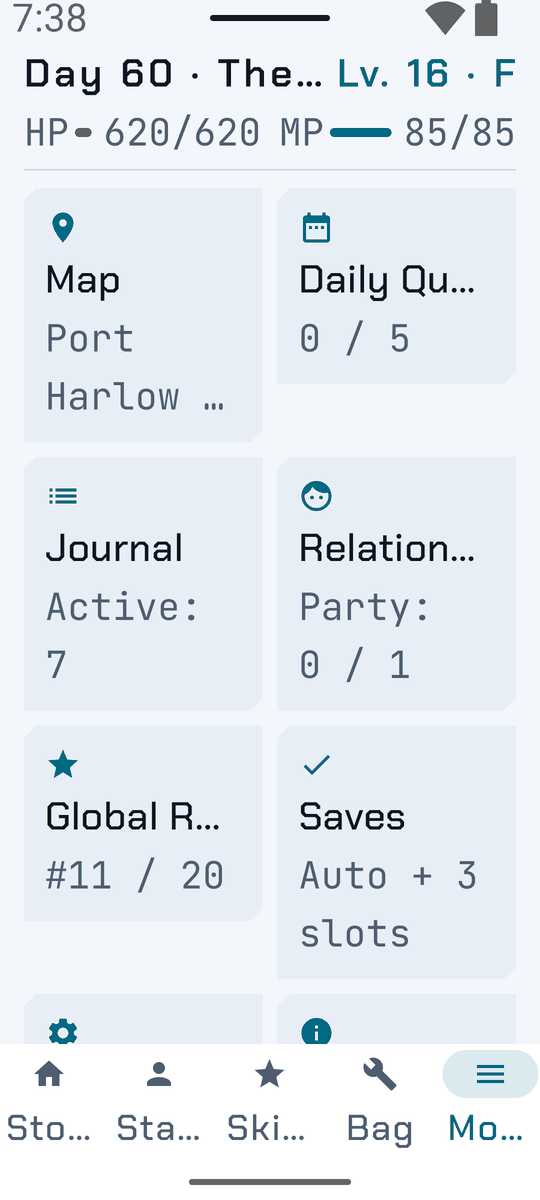 7:38
Day 60 · The… Lv. 16 · F
HP 620/620 MP 85/85
Map
Port
Harlow …
Daily Qu…
0 / 5
Journal
Active:
7
Relation…
Party:
0 / 1
Global R…
#11 / 20
Saves
Auto + 3
slots
Sto… Sta… Ski… Bag Mo…